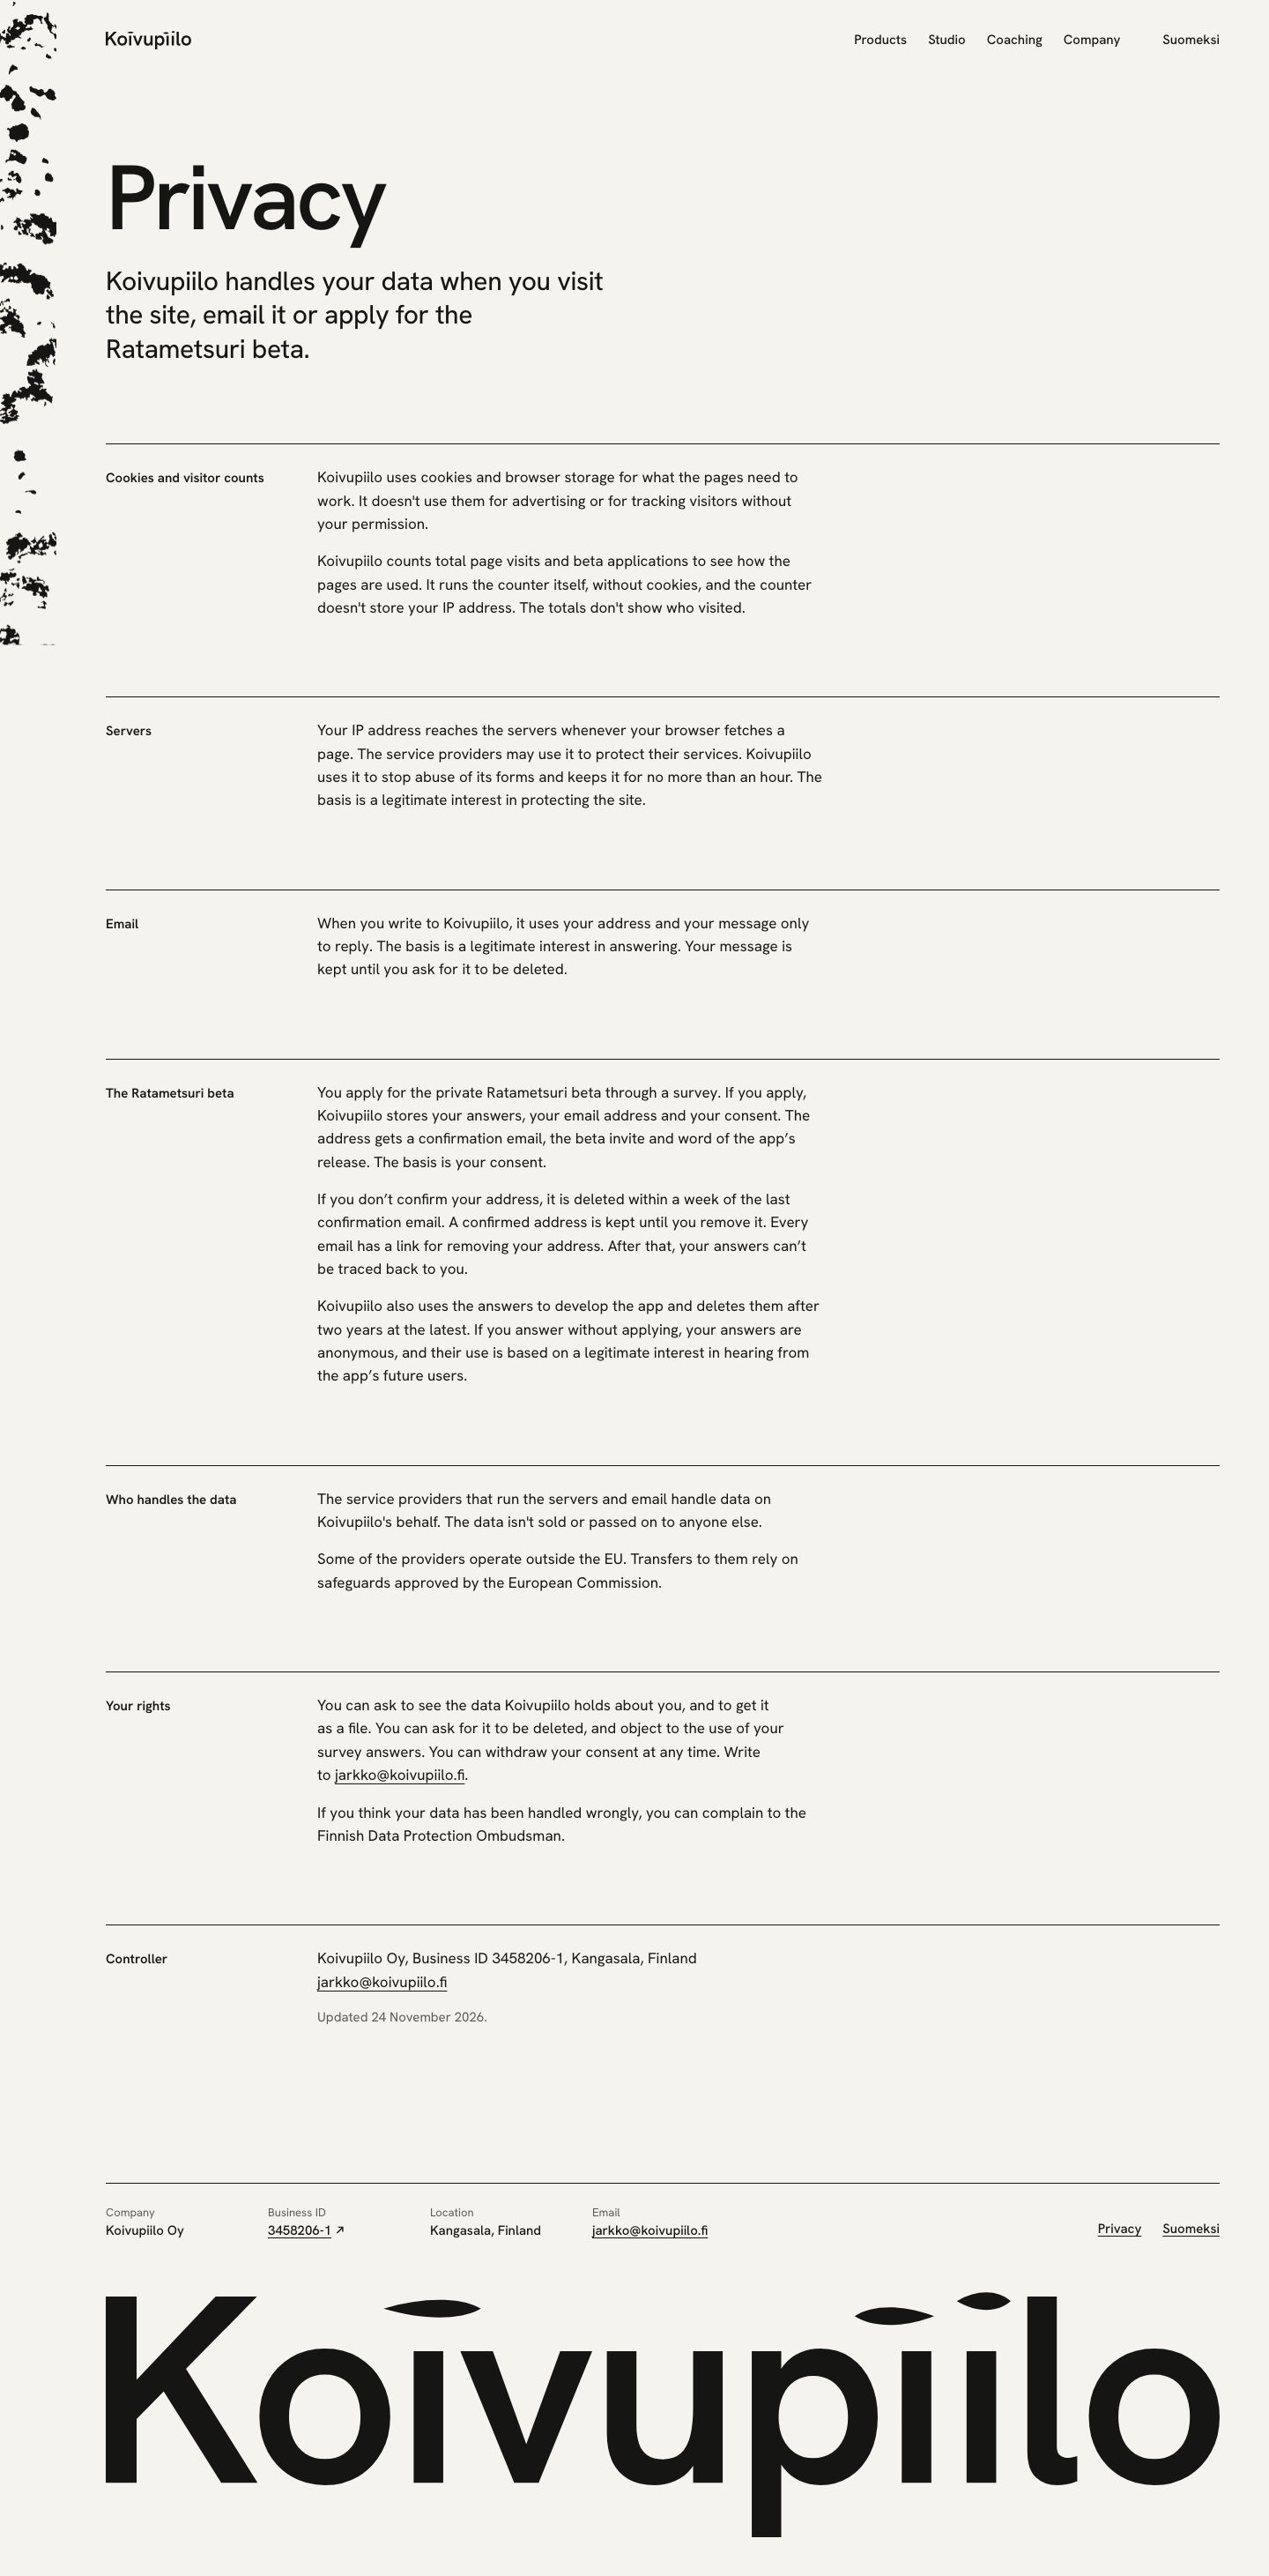 Koivupiilo
Products Studio Coaching Company Suomeksi
Privacy
Koivupiilo handles your data when you visit
the site, email it or apply for the
Ratametsuri beta.
Cookies and visitor counts
Koivupiilo uses cookies and browser storage for what the pages need to
work. It doesn't use them for advertising or for tracking visitors without
your permission.
Koivupiilo counts total page visits and beta applications to see how the
pages are used. It runs the counter itself, without cookies, and the counter
doesn't store your IP address. The totals don't show who visited.
Servers
Your IP address reaches the servers whenever your browser fetches a
page. The service providers may use it to protect their services. Koivupiilo
uses it to stop abuse of its forms and keeps it for no more than an hour. The
basis is a legitimate interest in protecting the site.
Email
When you write to Koivupiilo, it uses your address and your message only
to reply. The basis is a legitimate interest in answering. Your message is
kept until you ask for it to be deleted.
The Ratametsuri beta
You apply for the private Ratametsuri beta through a survey. If you apply,
Koivupiilo stores your answers, your email address and your consent. The
address gets a confirmation email, the beta invite and word of the app’s
release. The basis is your consent.
If you don’t confirm your address, it is deleted within a week of the last
confirmation email. A confirmed address is kept until you remove it. Every
email has a link for removing your address. After that, your answers can’t
be traced back to you.
Koivupiilo also uses the answers to develop the app and deletes them after
two years at the latest. If you answer without applying, your answers are
anonymous, and their use is based on a legitimate interest in hearing from
the app’s future users.
Who handles the data
The service providers that run the servers and email handle data on
Koivupiilo's behalf. The data isn't sold or passed on to anyone else.
Some of the providers operate outside the EU. Transfers to them rely on
safeguards approved by the European Commission.
Your rights
You can ask to see the data Koivupiilo holds about you, and to get it
as a file. You can ask for it to be deleted, and object to the use of your
survey answers. You can withdraw your consent at any time. Write
to jarkko@koivupiilo.fi.
If you think your data has been handled wrongly, you can complain to the
Finnish Data Protection Ombudsman.
Controller
Koivupiilo Oy, Business ID 3458206-1, Kangasala, Finland
jarkko@koivupiilo.fi
Updated 24 November 2026.
Company Business ID Location Email
Koivupiilo Oy 3458206-1 ↗ Kangasala, Finland jarkko@koivupiilo.fi Privacy Suomeksi
Koivupiilo